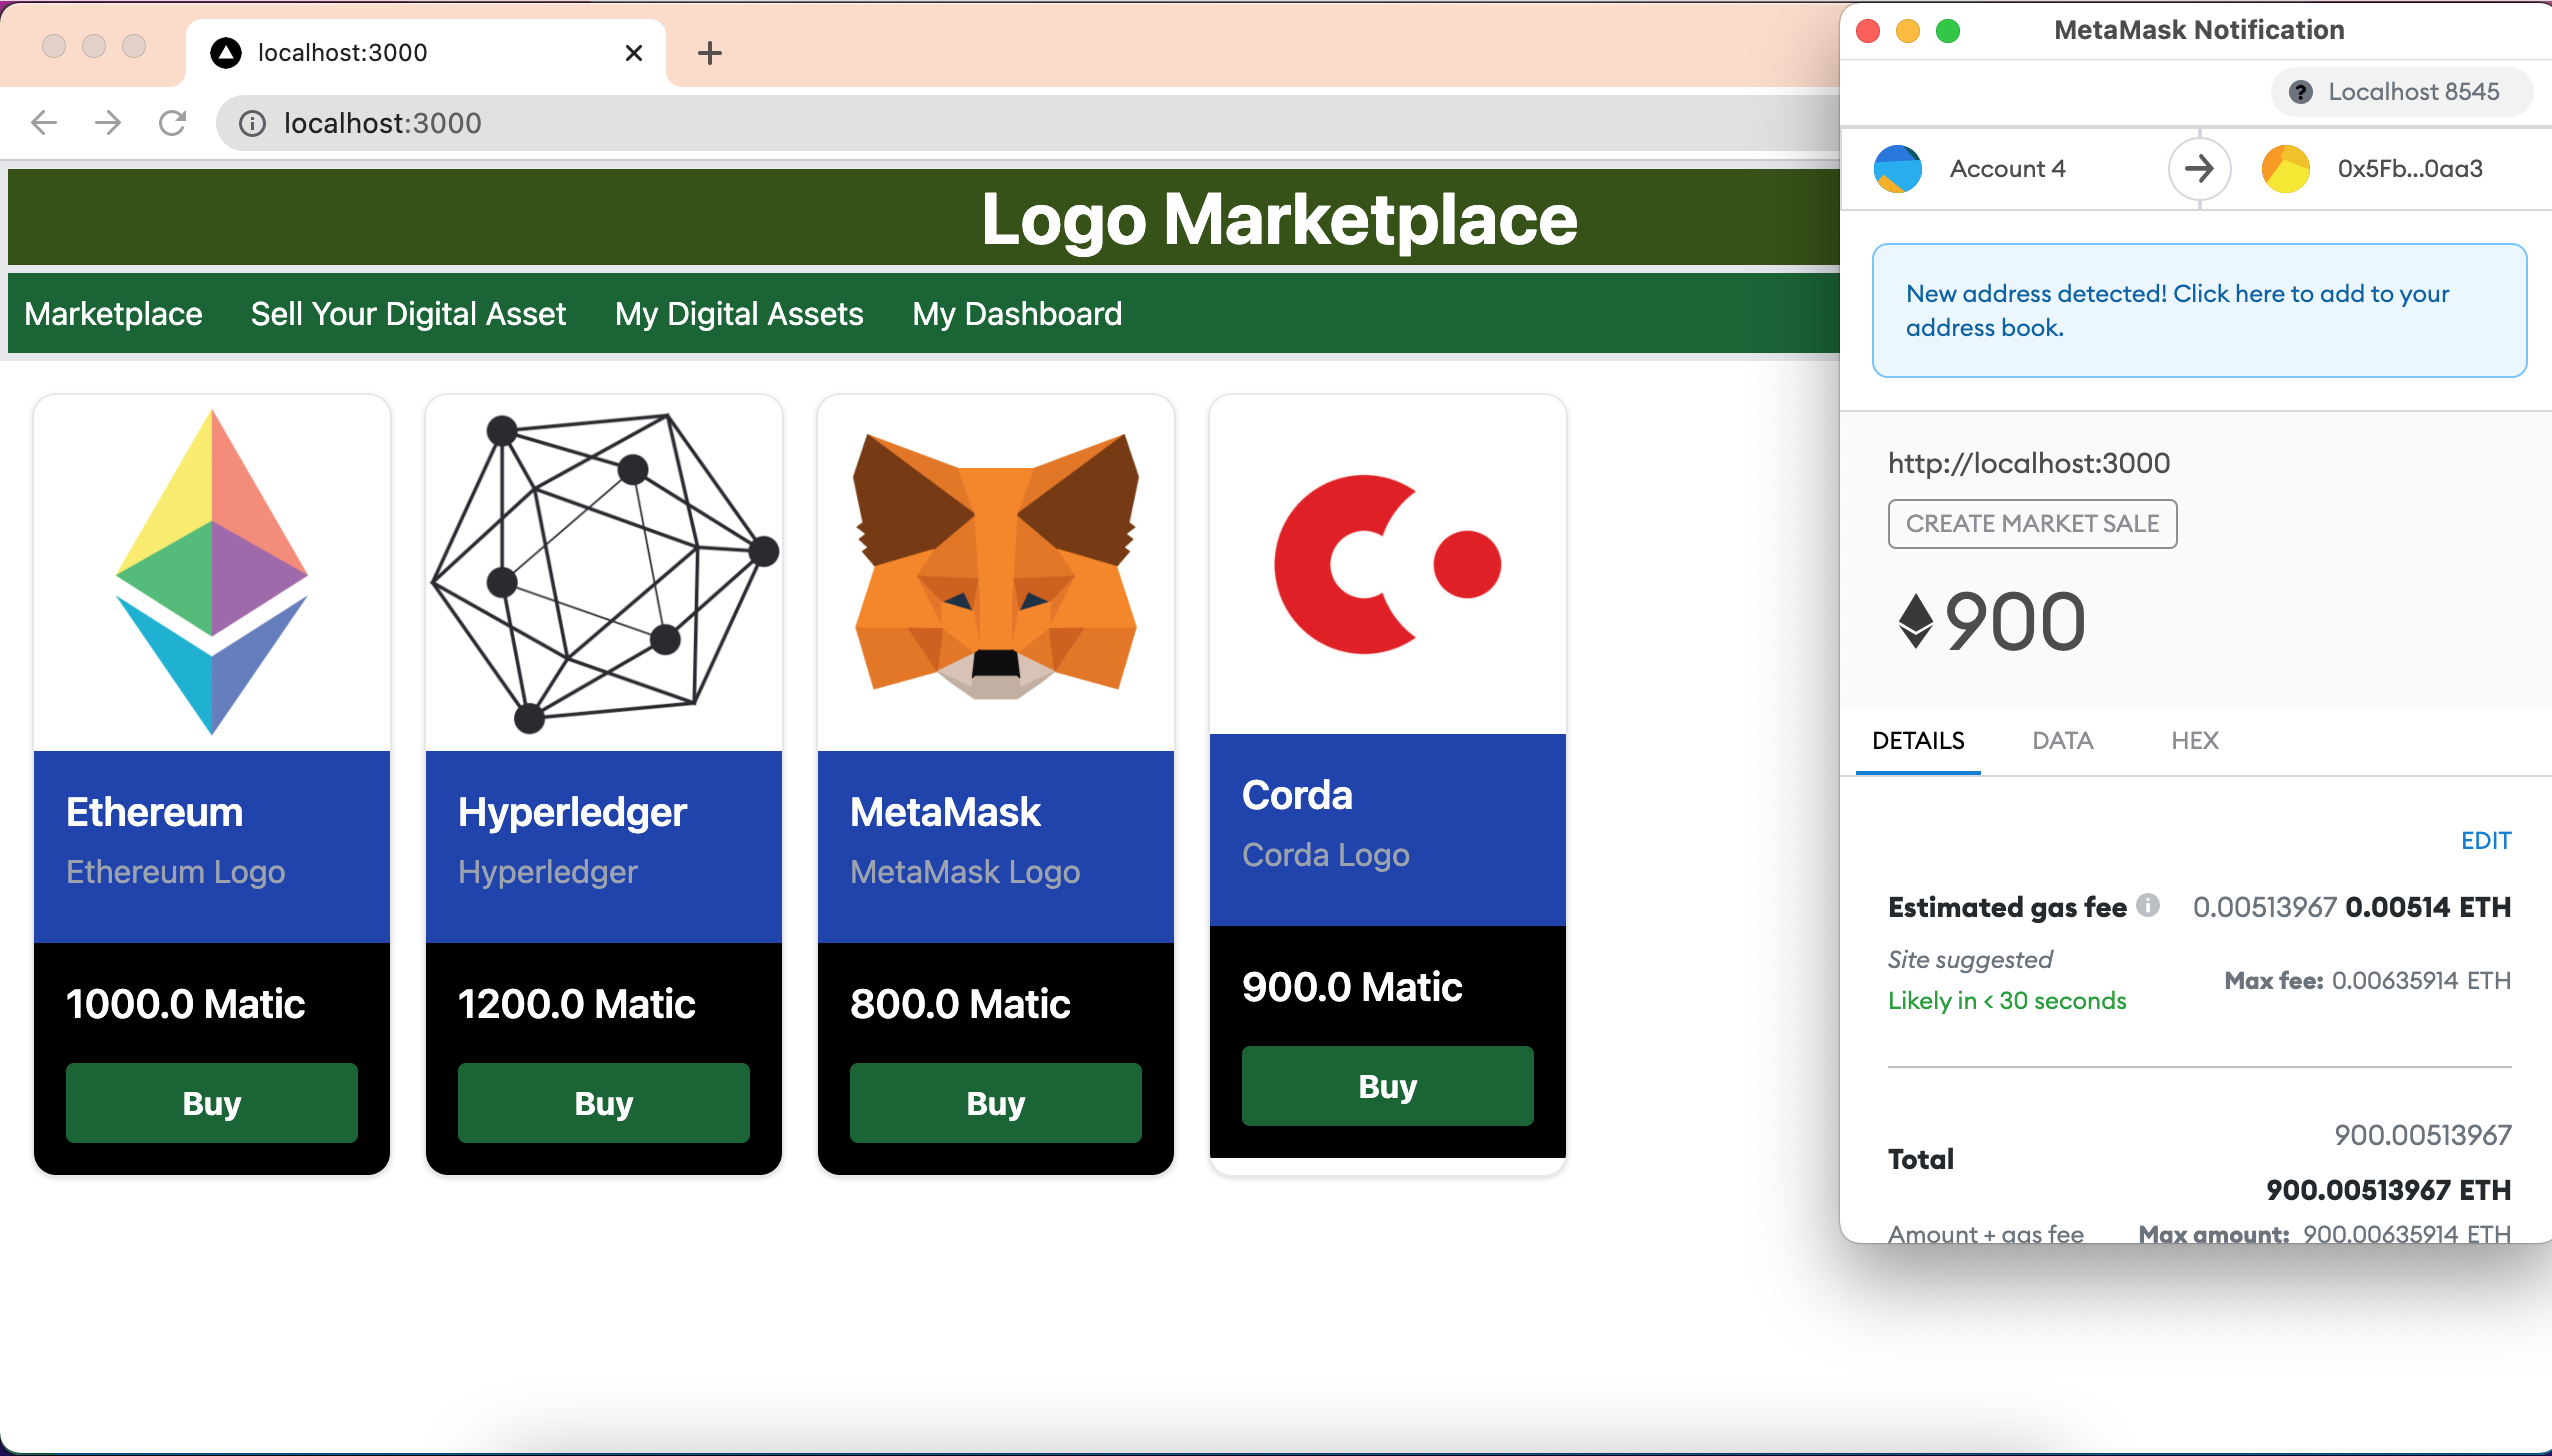 localhost:3000
localhost:3000
Logo Marketplace
Marketplace Sell Your Digital Asset My Digital Assets My Dashboard
Ethereum
Ethereum Logo
1000.0 Matic
Buy
Hyperledger
Hyperledger
1200.0 Matic
Buy
MetaMask
MetaMask Logo
800.0 Matic
Buy
Corda
Corda Logo
900.0 Matic
Buy
MetaMask Notification
Localhost 8545
Account 4
0x5Fb...0aa3
New address detected! Click here to add to your
address book.
http://localhost:3000
CREATE MARKET SALE
900
DETAILS DATA HEX
EDIT
Estimated gas fee 0.00513967 0.00514 ETH
Site suggested
Likely in < 30 seconds
Max fee: 0.00635914 ETH
900.00513967
Total
900.00513967 ETH
Amount + gas fee Max amount: 900.00635914 ETH